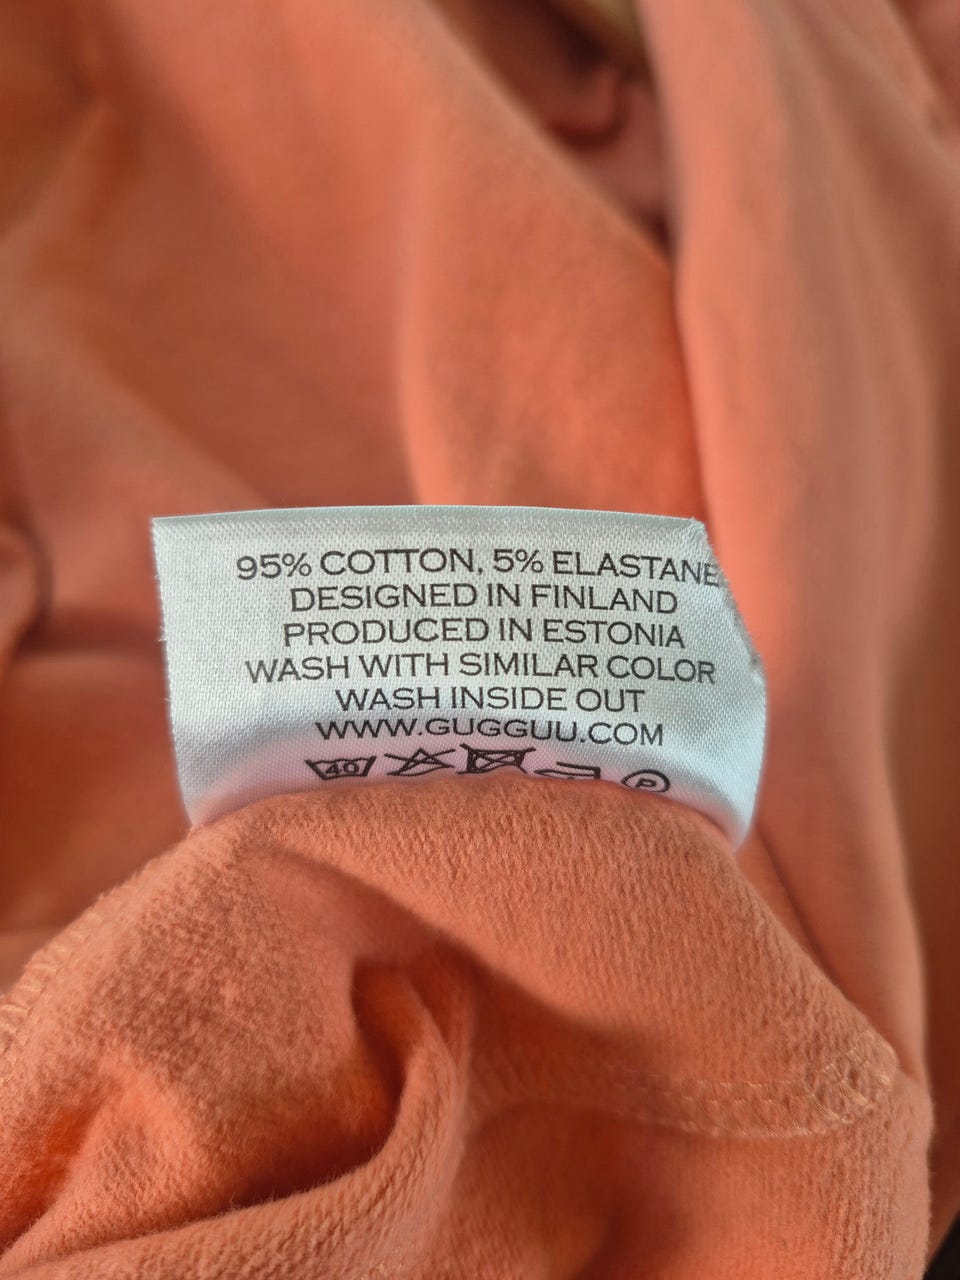 95% COTTON, 5% ELASTANE
DESIGNED IN FINLAND
PRODUCED IN ESTONIA
WASH WITH SIMILAR COLOR
WASH INSIDE OUT
WWW.GUGGUU.COM
40 P